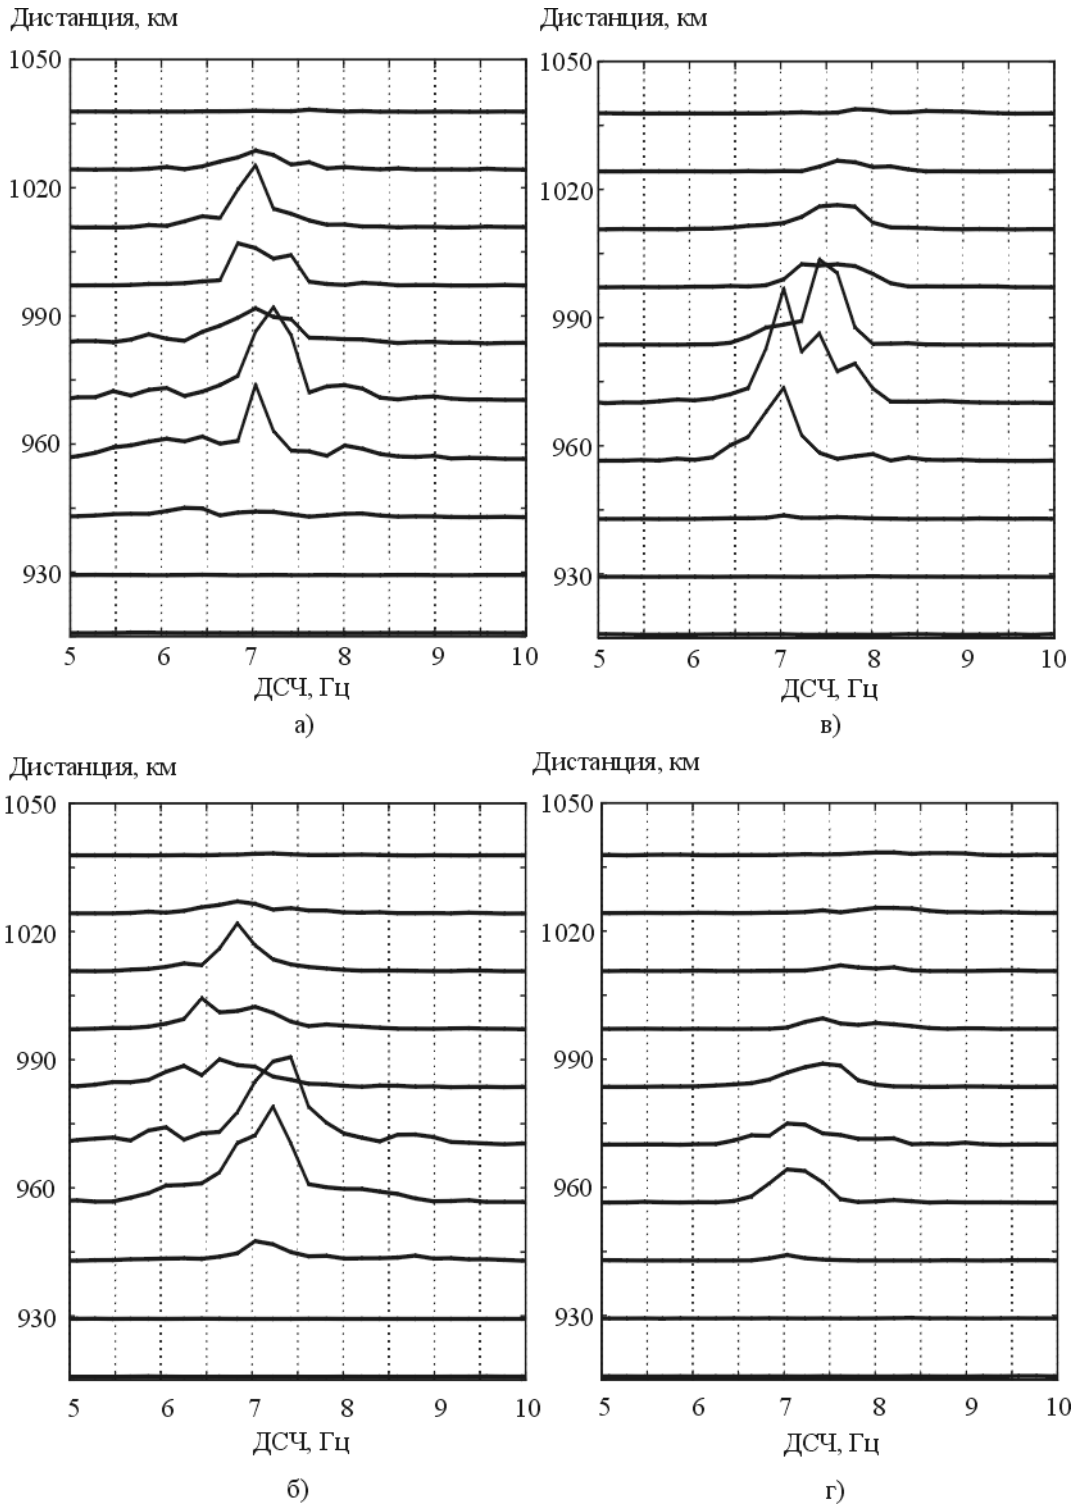 Дистанция, км
1050
1020
990
960
930
5 6 7 8 9 10
ДСЧ, Гц
а)
Дистанция, км
1050
1020
990
960
930
5 6 7 8 9 10
ДСЧ, Гц
в)
Дистанция, км
1050
1020
990
960
930
5 6 7 8 9 10
ДСЧ, Гц
б)
Дистанция, км
1050
1020
990
960
930
5 6 7 8 9 10
ДСЧ, Гц
г)